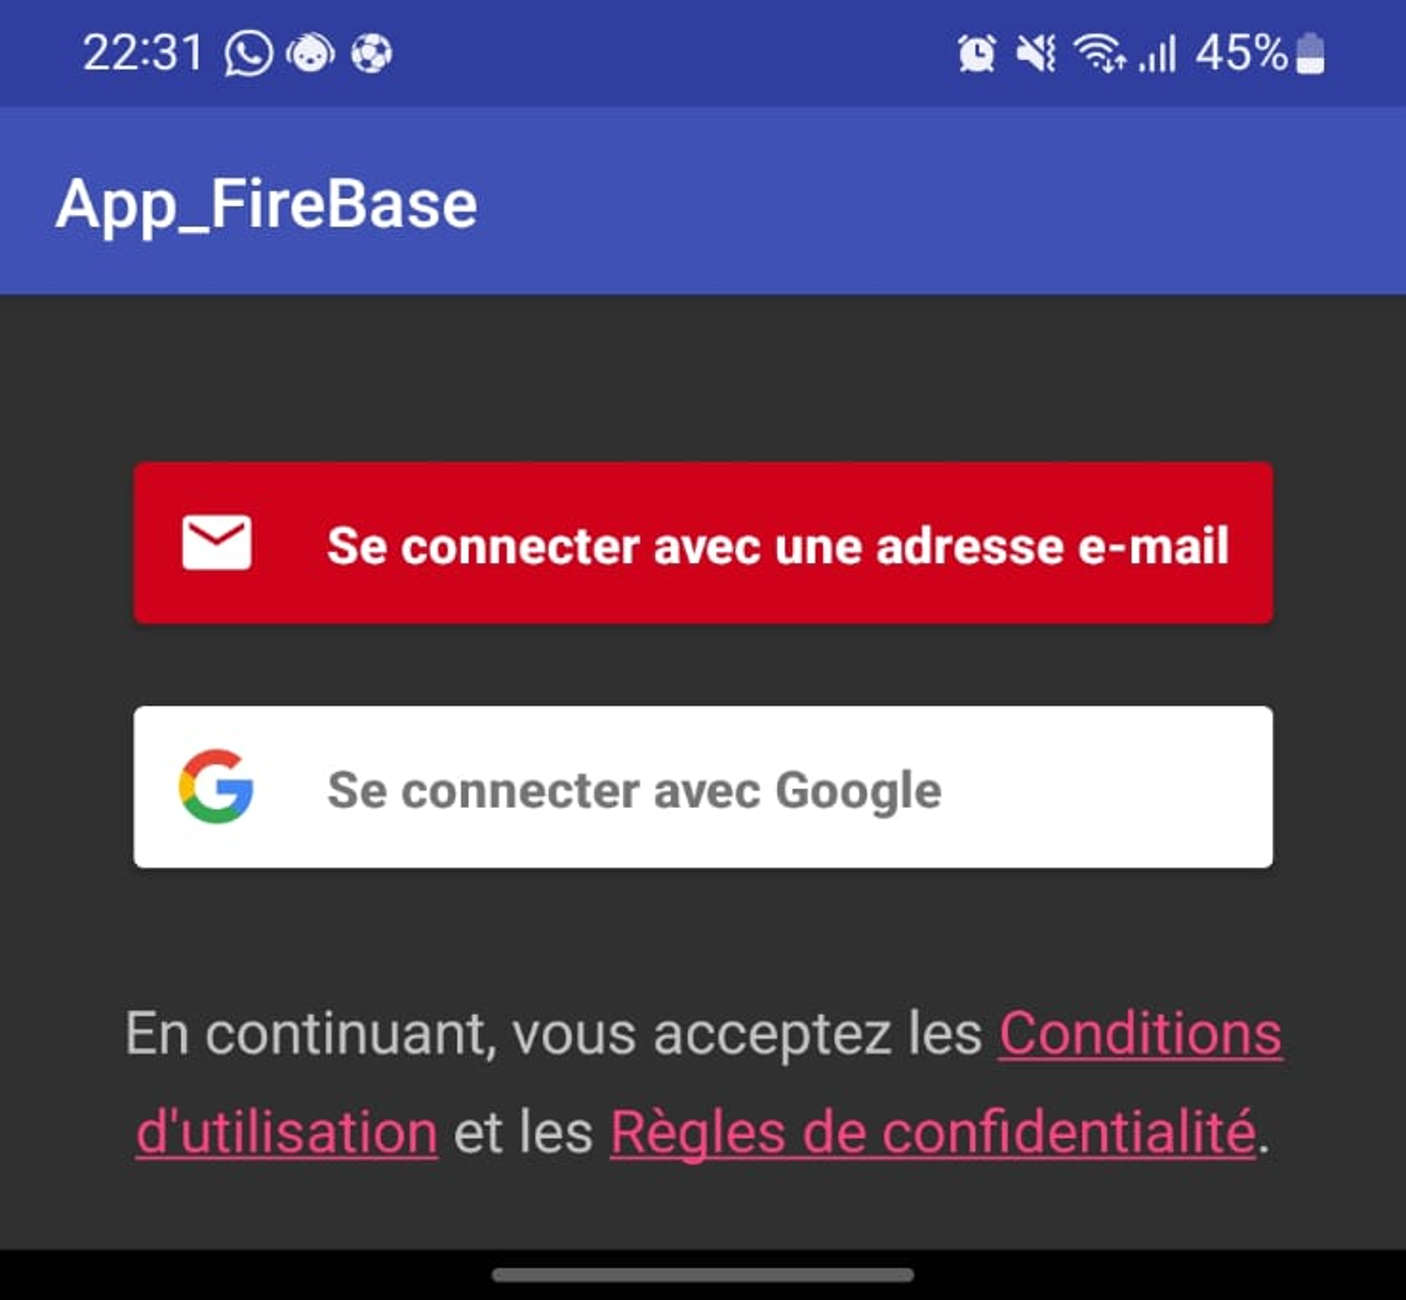 22:31 45%
App_FireBase
Se connecter avec une adresse e-mail
Se connecter avec Google
En continuant, vous acceptez les Conditions
d'utilisation et les Règles de confidentialité.